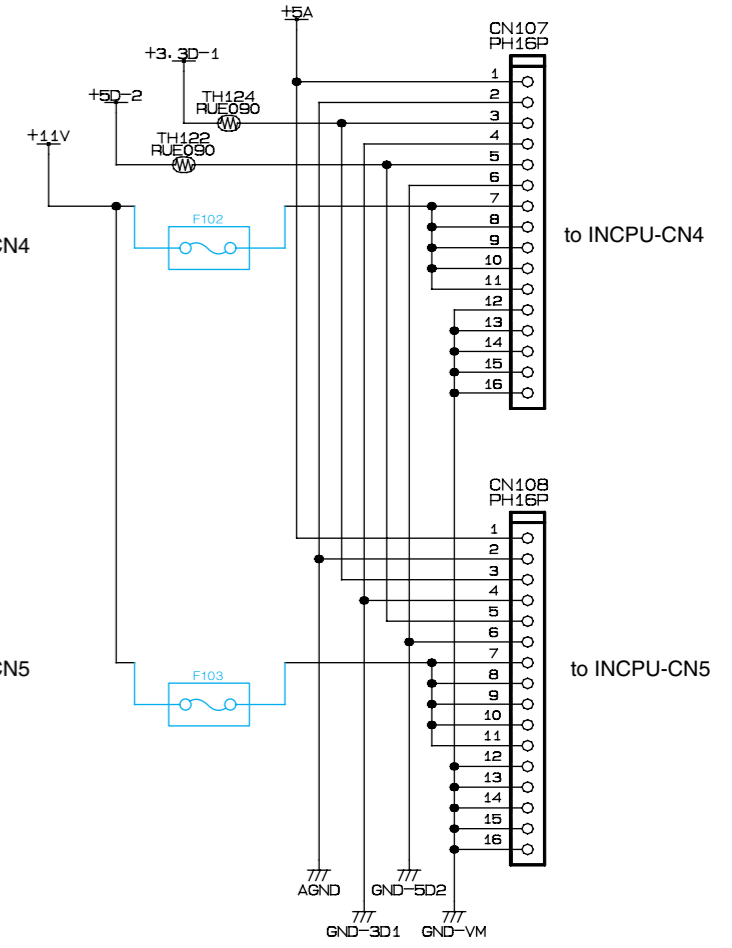 +5A
CN107
PH16P
+3.3D-1
+5D-2
TH124
RUE090
+11V
TH122
RUE090
1
2
3
4
5
6
7
8
9
10
11
12
13
14
15
16
F102
CN4
to INCPU-CN4
CN108
PH16P
1
2
3
4
5
6
7
8
9
10
11
12
13
14
15
16
F103
CN5
to INCPU-CN5
AGND
GND-5D2
GND-3D1
GND-VM